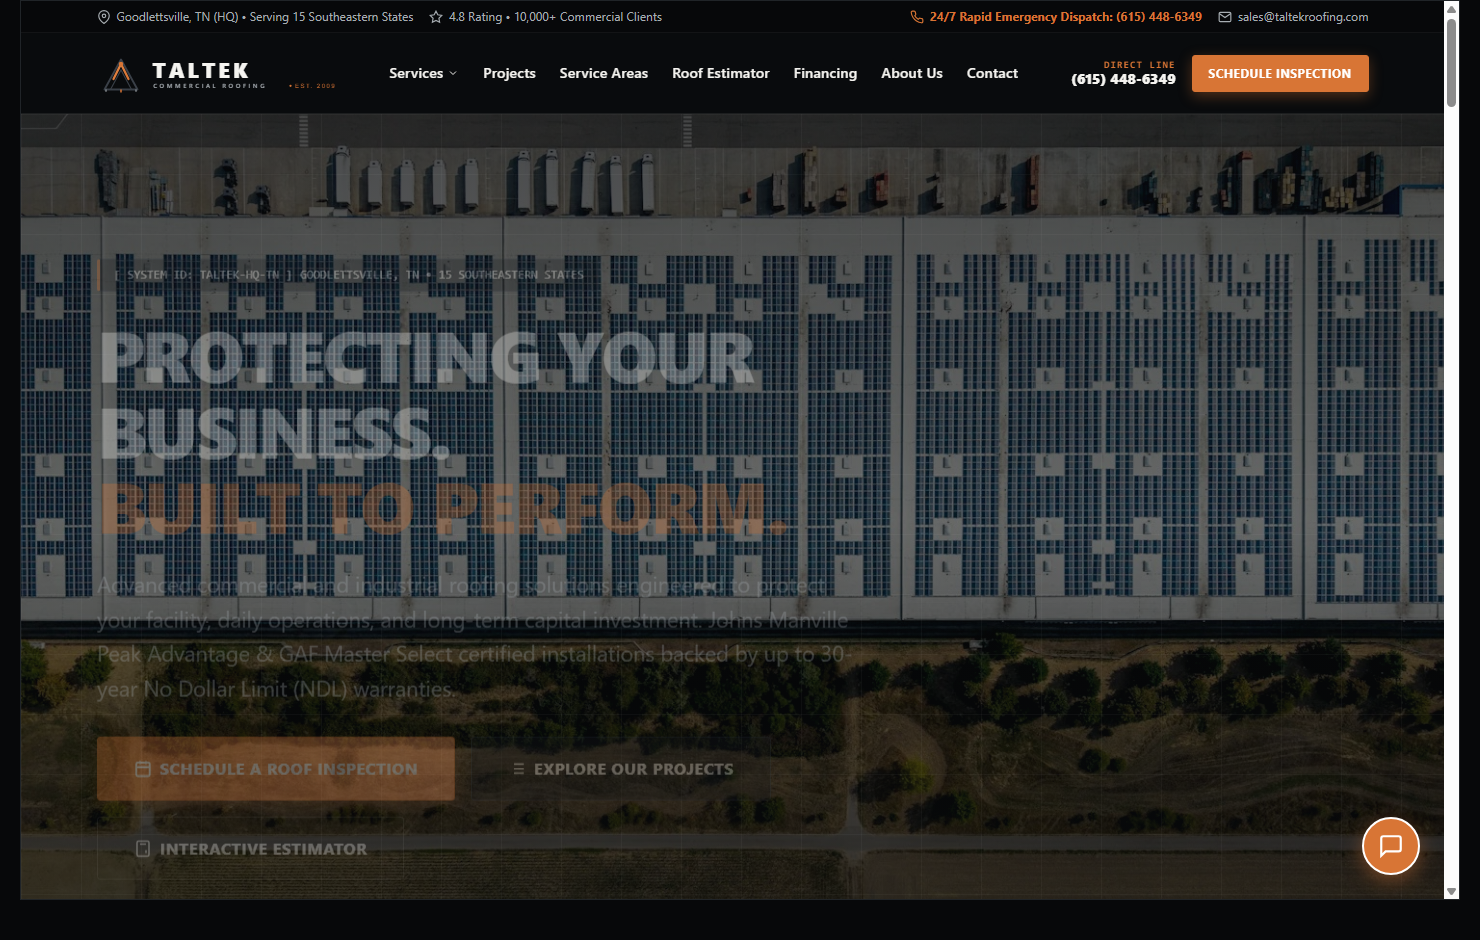 Goodlettsville, TN (HQ) • Serving 15 Southeastern States
4.8 Rating • 10,000+ Commercial Clients
24/7 Rapid Emergency Dispatch: (615) 448-6349
sales@taltekroofing.com
TALTEK
COMMERCIAL ROOFING
• EST. 2009
Services
Projects
Service Areas
Roof Estimator
Financing
About Us
Contact
DIRECT LINE
(615) 448-6349
SCHEDULE INSPECTION
[ SYSTEM ID: TALTEK-HQ-TN ] GOODLETTSVILLE, TN • 15 SOUTHEASTERN STATES
PROTECTING YOUR
BUSINESS.
BUILT TO PERFORM.
Advanced commercial and industrial roofing solutions engineered to protect
your facility, daily operations, and long-term capital investment. Johns Manville
Peak Advantage & GAF Master Select certified installations backed by up to 30-
year No Dollar Limit (NDL) warranties.
SCHEDULE A ROOF INSPECTION
EXPLORE OUR PROJECTS
INTERACTIVE ESTIMATOR